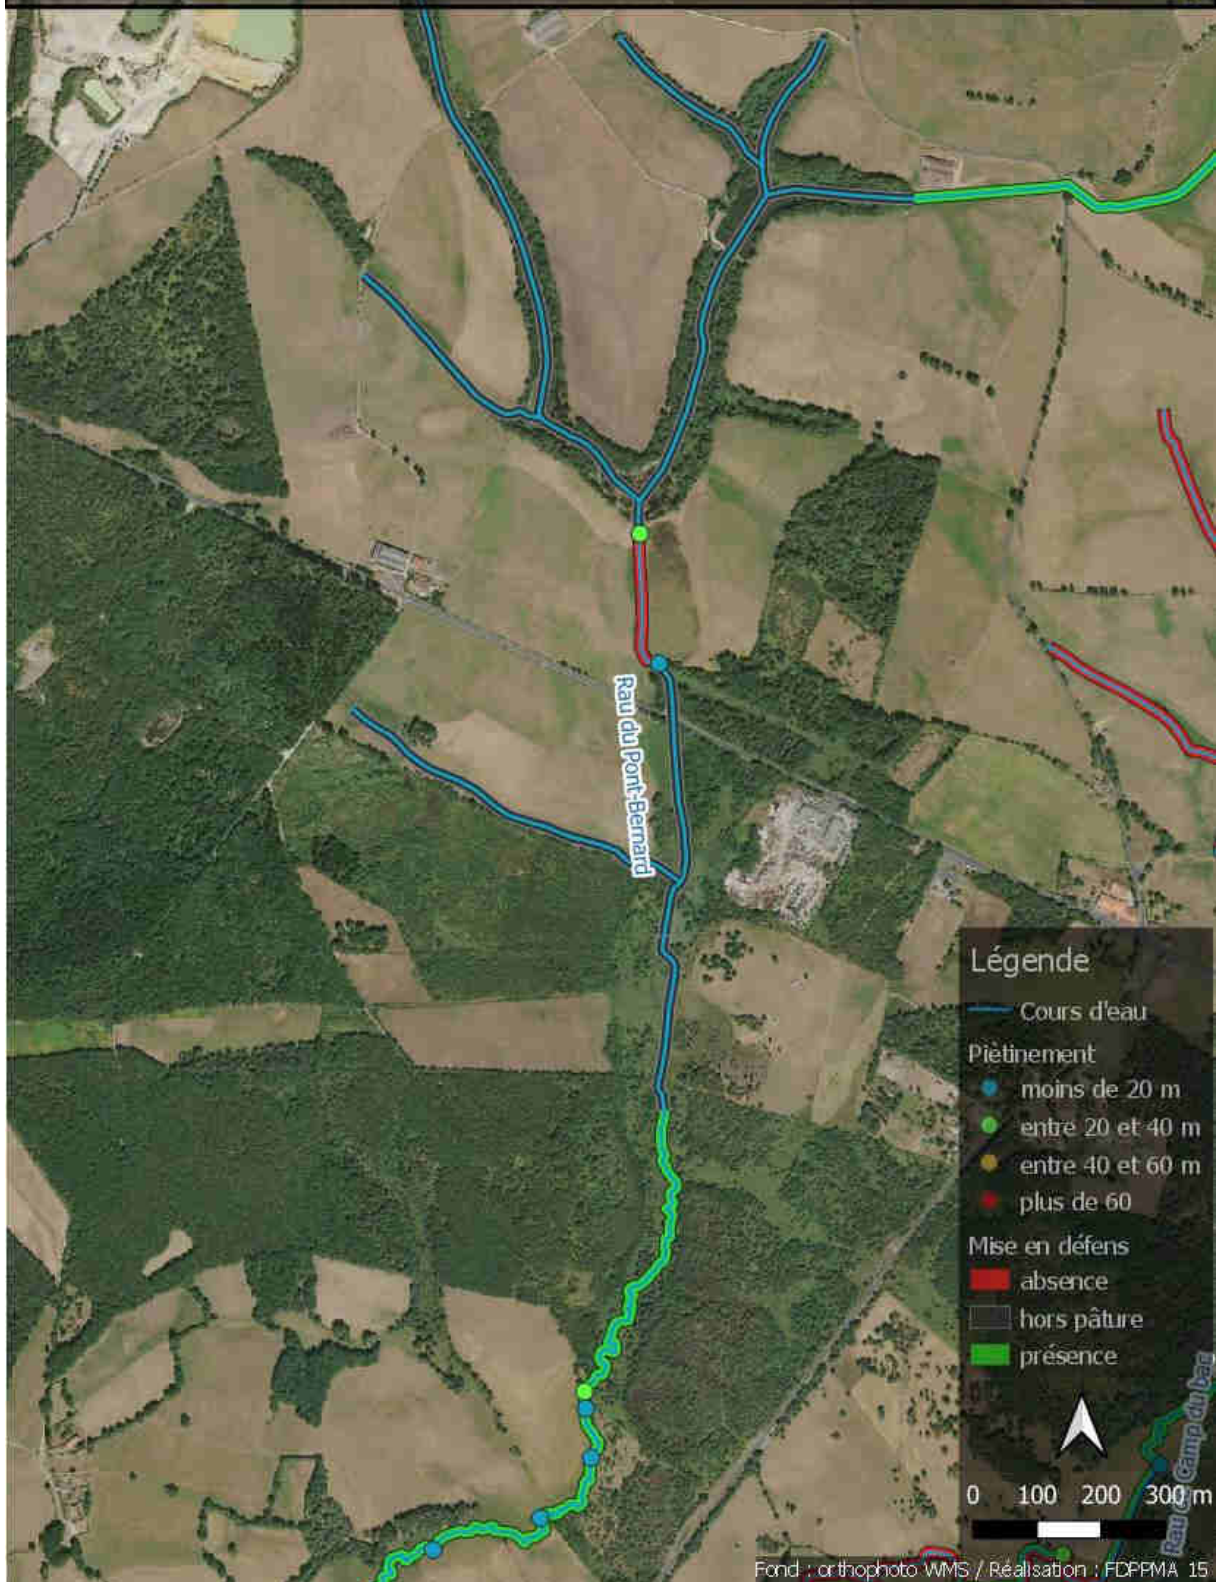 Rau du Pont-Bernard
Légende
Cours d'eau
Piètinement
moins de 20 m
entre 20 et 40 m
entre 40 et 60 m
plus de 60
Mise en défens
absence
hors pâture
présence
0 100 200 300 m
Rau du Camp du bac
Fond : orthophoto WMS / Réalisation : FDPPMA 15